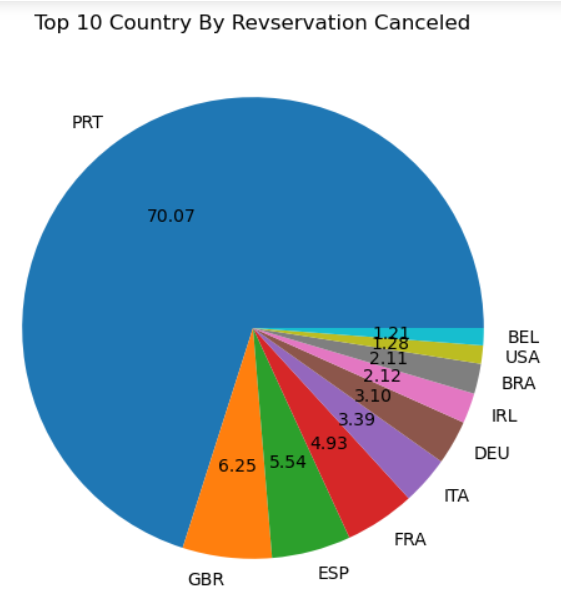 Top 10 Country By Revservation Canceled
PRT
70.07
1.21
BEL
1.28
USA
2.11
BRA
2.12
IRL
3.10
DEU
3.39
ITA
4.93
FRA
5.54
ESP
6.25
GBR